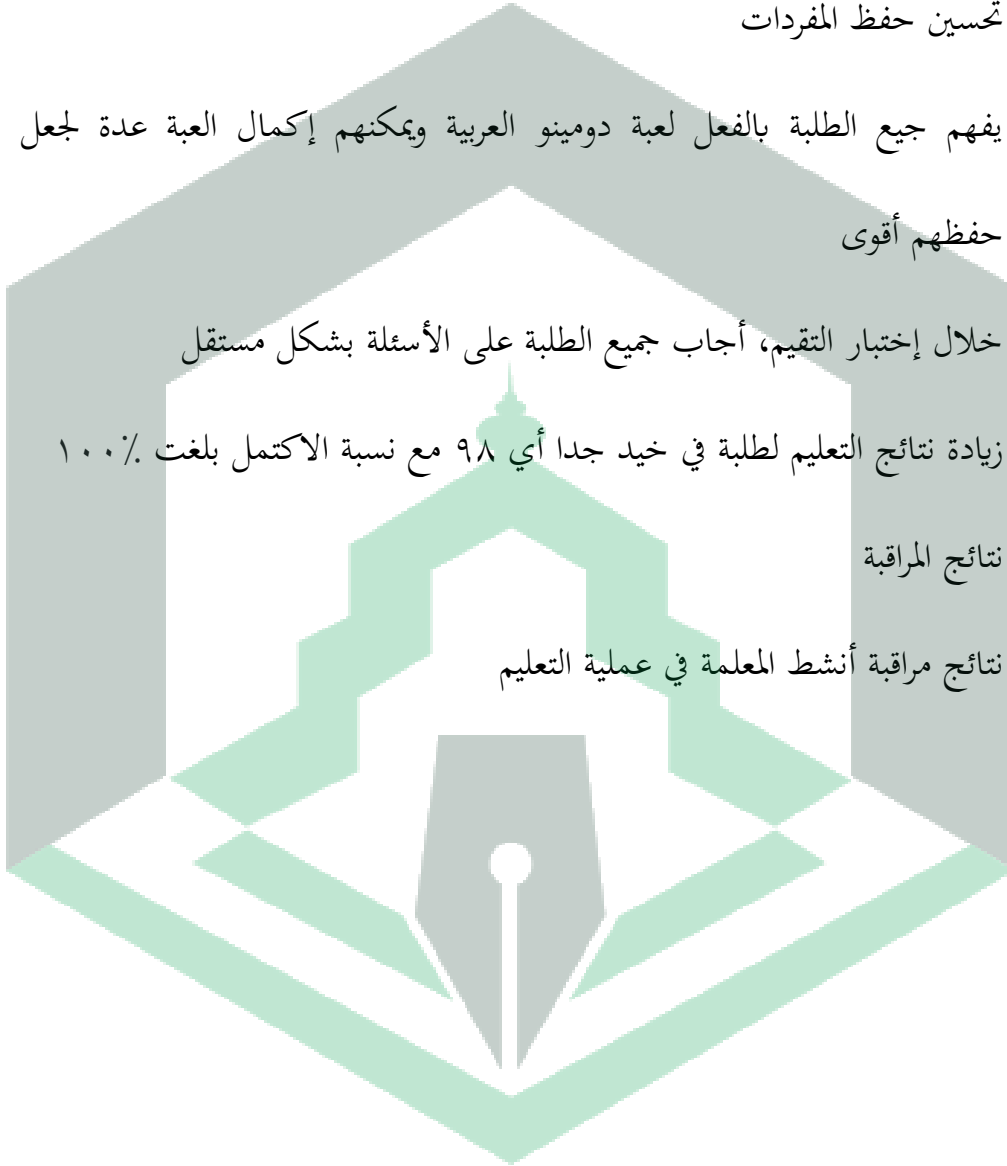 تحسين حفظ المفردات
يفهم جيع الطلبة بالفعل لعبة دومينو العربية ويمكنهم إكمال العبة عدة لجعل
حفظهم أقوى
خلال إختبار التقيم، أجاب جميع الطلبة على الأسئلة بشكل مستقل
زيادة نتائج التعليم لطلبة في خيد جدا أي ٩٨ مع نسبة الاكتمل بلغت ١٠٠٪
نتائج المراقبة
نتائج مراقبة أنشط المعلمة في عملية التعليم